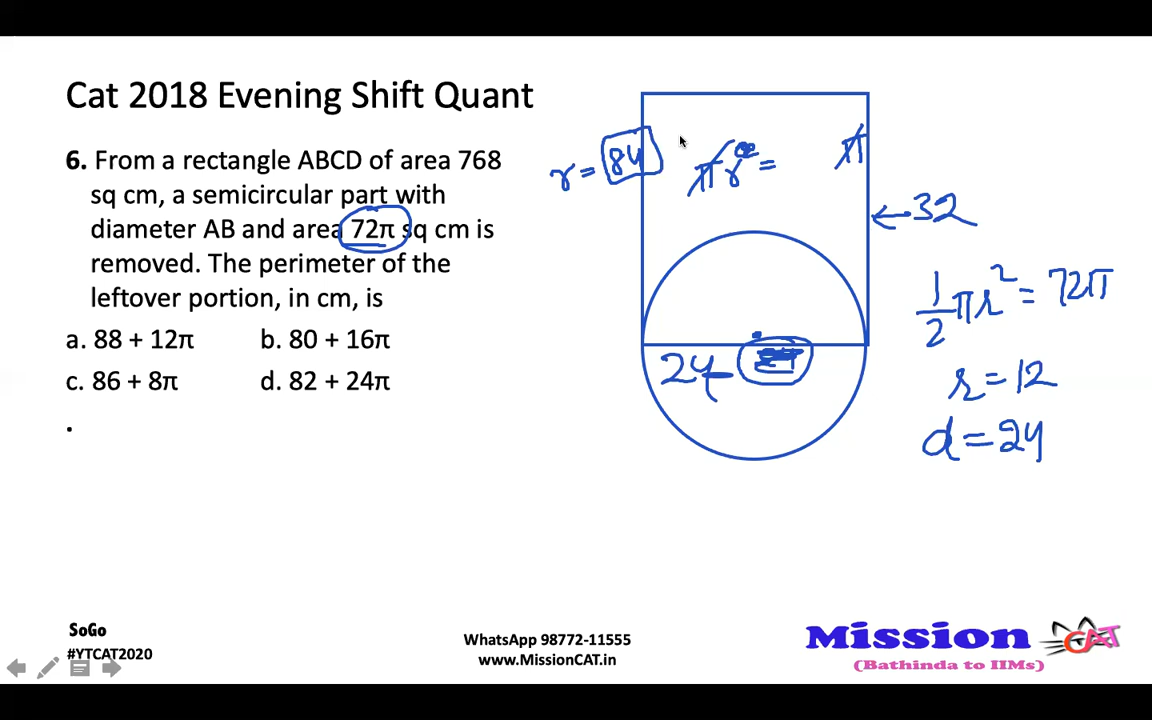 Cat 2018 Evening Shift Quant
6. From a rectangle ABCD of area 768
sq cm, a semicircular part with
diameter AB and area 72π sq cm is
removed. The perimeter of the
leftover portion, in cm, is
a. 88 + 12π b. 80 + 16π
c. 86 + 8π d. 82 + 24π
.
r = 84
πr² = π
←32
1/2 πr² = 72π
r = 12
d = 24
24
SoGo
#YTCAT2020
WhatsApp 98772-11555
www.MissionCAT.in
Mission CAT
(Bathinda to IIMs)